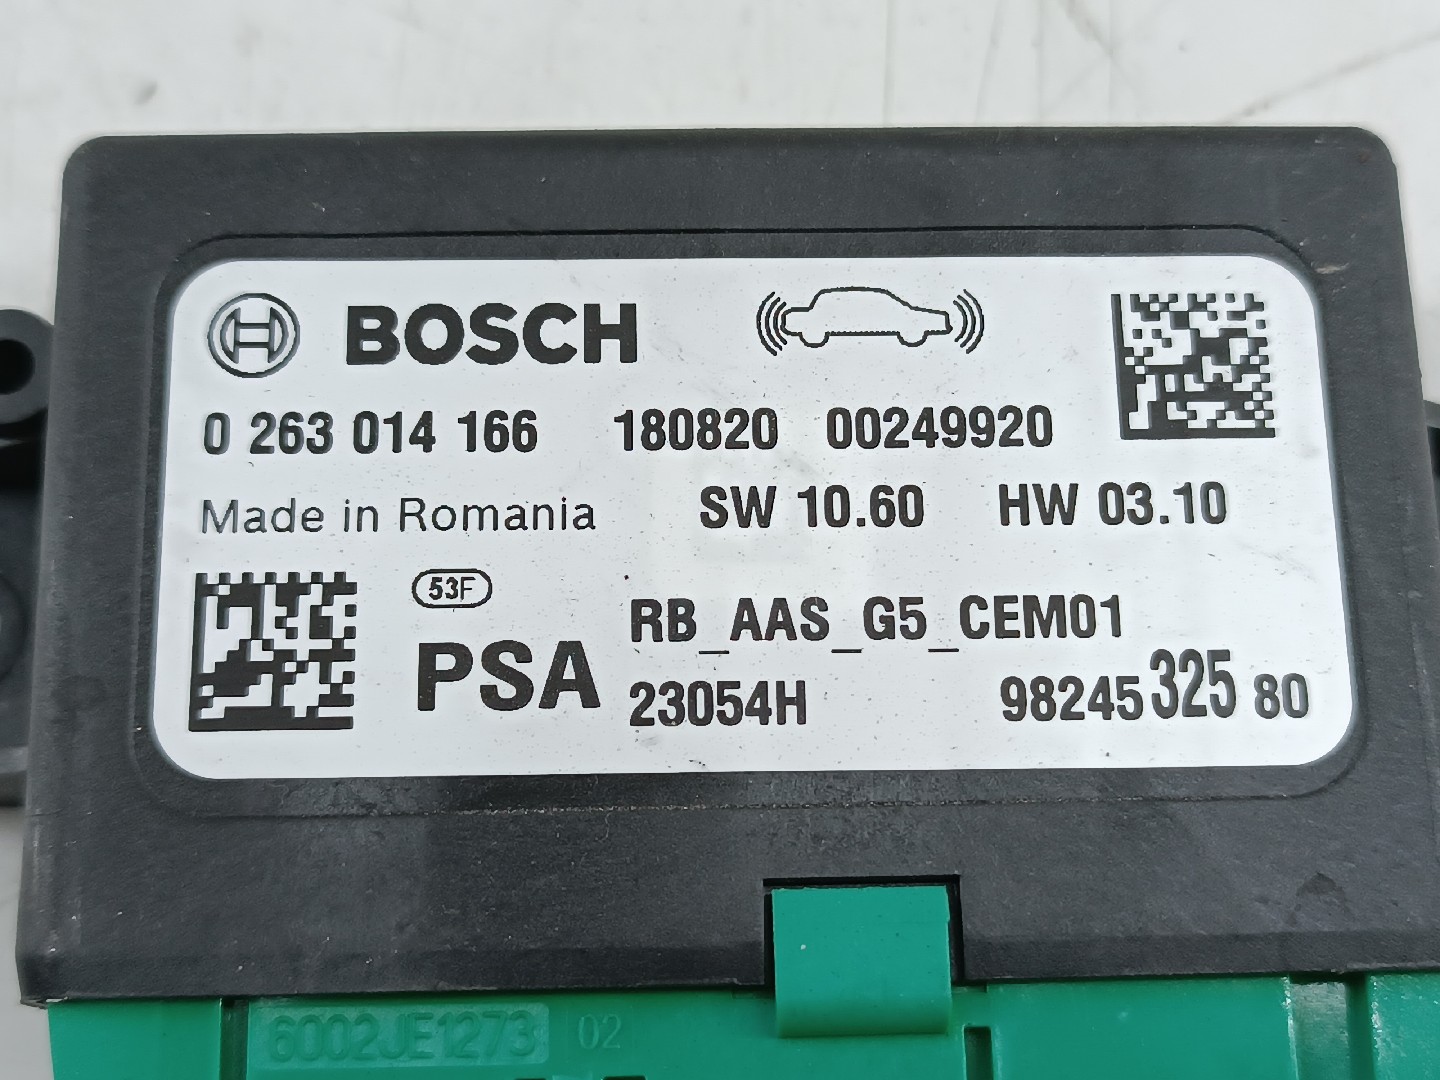 BOSCH
0 263 014 166 180820 00249920
Made in Romania SW 10.60 HW 03.10
53F
PSA RB_AAS_G5_CEM01
23054H 98245 325 80
6002JE1273 02